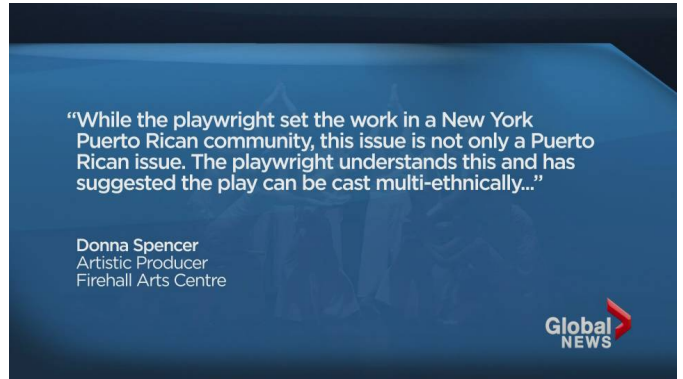 “While the playwright set the work in a New York
Puerto Rican community, this issue is not only a Puerto
Rican issue. The playwright understands this and has
suggested the play can be cast multi-ethnically...”
Donna Spencer
Artistic Producer
Firehall Arts Centre
Global
NEWS